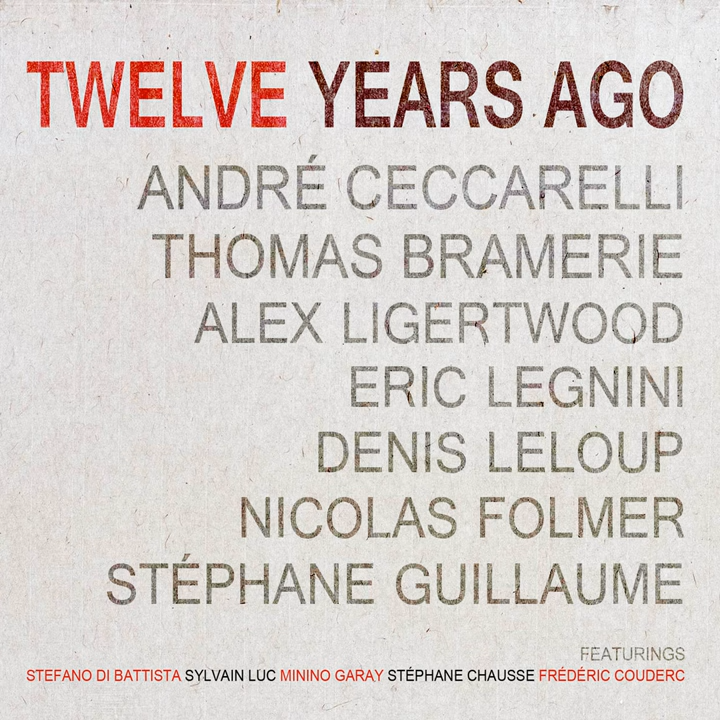 TWELVE YEARS AGO
ANDRÉ CECCARELLI
THOMAS BRAMERIE
ALEX LIGERTWOOD
ERIC LEGNINI
DENIS LELOUP
NICOLAS FOLMER
STÉPHANE GUILLAUME
FEATURINGS
STEFANO DI BATTISTA SYLVAIN LUC MININO GARAY STÉPHANE CHAUSSE FRÉDÉRIC COUDERC